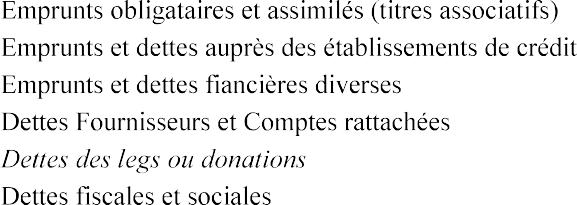 Emprunts obligataires et assimilés (titres associatifs)
Emprunts et dettes auprès des établissements de crédit
Emprunts et dettes fiancières diverses
Dettes Fournisseurs et Comptes rattachées
Dettes des legs ou donations
Dettes fiscales et sociales